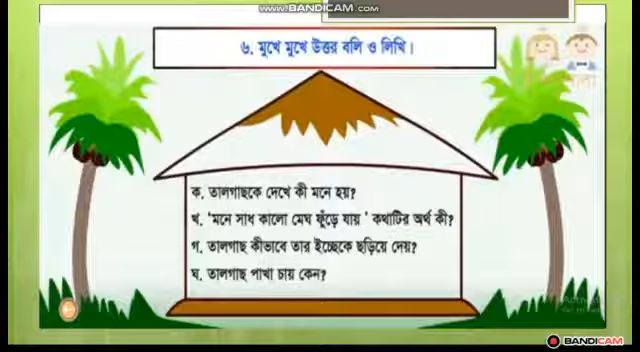 www.BANDICAM.com
৬. মুখে মুখে উত্তর বলি ও লিখি।
ক. তালগাছকে দেখে কী মনে হয়?
খ. ‘মনে সাধ কালো মেঘ ফুঁড়ে যায় ’ কথাটির অর্থ কী?
গ. তালগাছ কীভাবে তার ইচ্ছেকে ছড়িয়ে দেয়?
ঘ. তালগাছ পাখা চায় কেন?
BANDICAM